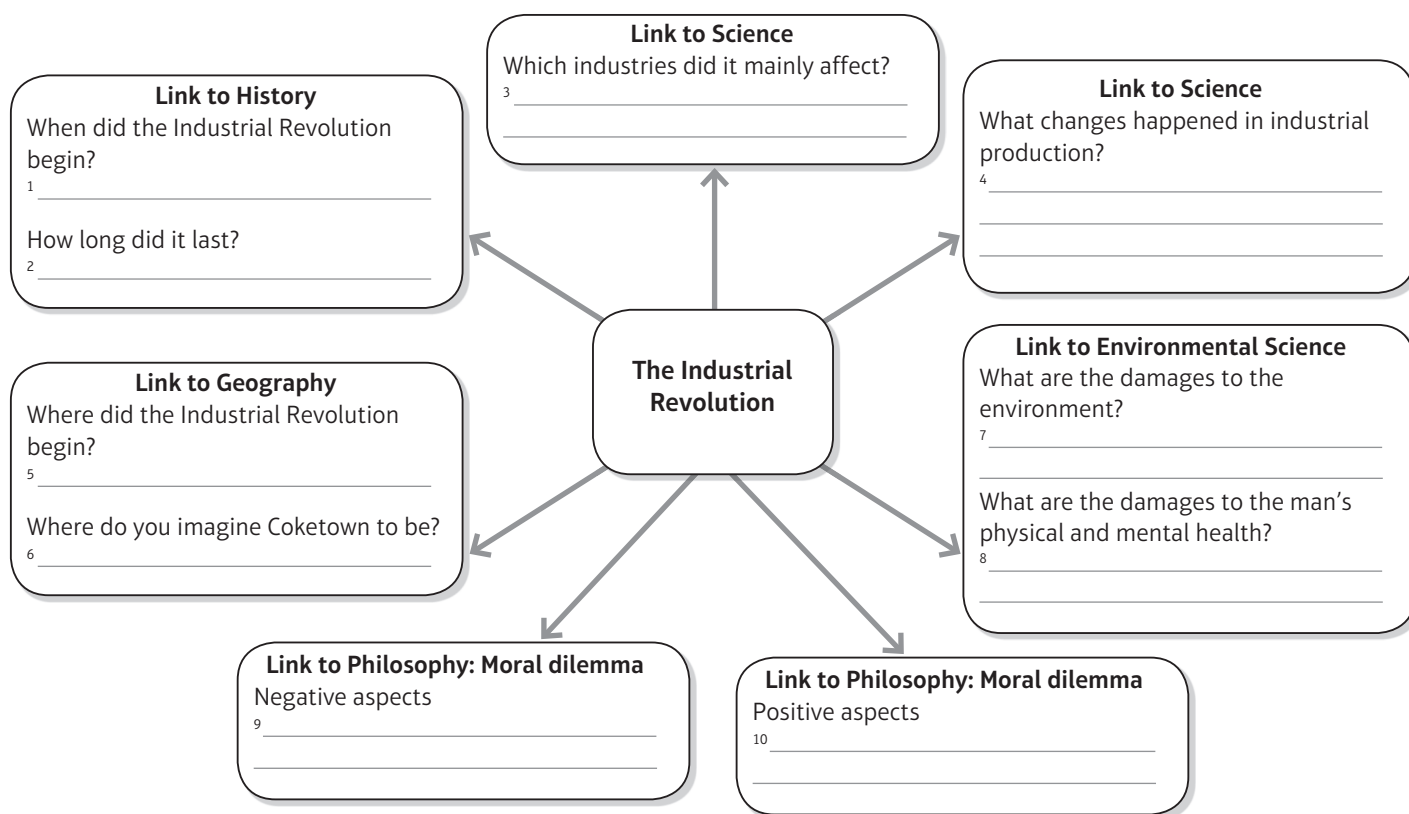 Link to Science
Which industries did it mainly affect?
3
Link to History
When did the Industrial Revolution
begin?
1
How long did it last?
2
Link to Science
What changes happened in industrial
production?
4
The Industrial
Revolution
Link to Geography
Where did the Industrial Revolution
begin?
5
Where do you imagine Coketown to be?
6
Link to Environmental Science
What are the damages to the
environment?
7
What are the damages to the man’s
physical and mental health?
8
Link to Philosophy: Moral dilemma
Negative aspects
9
Link to Philosophy: Moral dilemma
Positive aspects
10